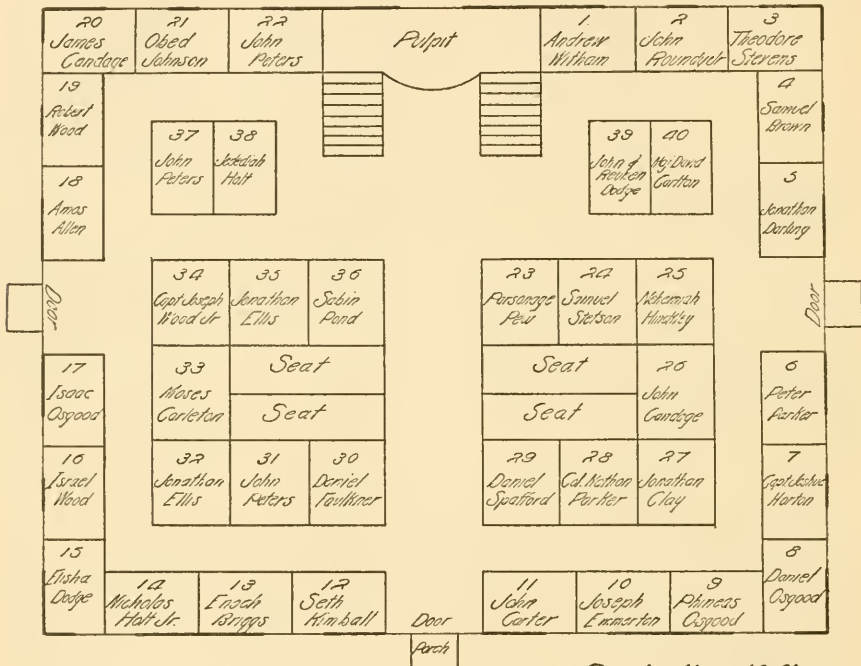 20
James
Candage
21
Obed
Johnson
22
John
Peters
Pulpit
1.
Andrew
Witham
2
John
Roundy Jr
3
Theodore
Stevens
19
Robert
Wood
4
Samuel
Brown
37
John
Peters
38
Jedediah
Holt
39
John &
Reuben
Dodge
40
Maj David
Carlton
18
Amos
Allen
5
Jonathan
Darling
Door
34
Capt Joseph
Wood Jr
35
Jonathan
Ellis
36
Sabin
Pond
23
Parsonage
Pew
24
Samuel
Stetson
25
Nehemiah
Hinckley
Door
33
Moses
Carleton
Seat
Seat
Seat
Seat
26
John
Candage
17
Isaac
Osgood
6
Peter
Parker
16
Israel
Wood
32
Jonathan
Ellis
31
John
Peters
30
Daniel
Faulkner
29
Daniel
Spafford
28
Col. Nathan
Parker
27
Jonathan
Clay
7
Capt Joshua
Horton
15
Elisha
Dodge
14
Nicholas
Holt Jr.
13
Enoch
Briggs
12
Seth
Kimball
Door
Porch
11
John
Carter
10
Joseph
Emmerton
9
Phineas
Osgood
8
Daniel
Osgood